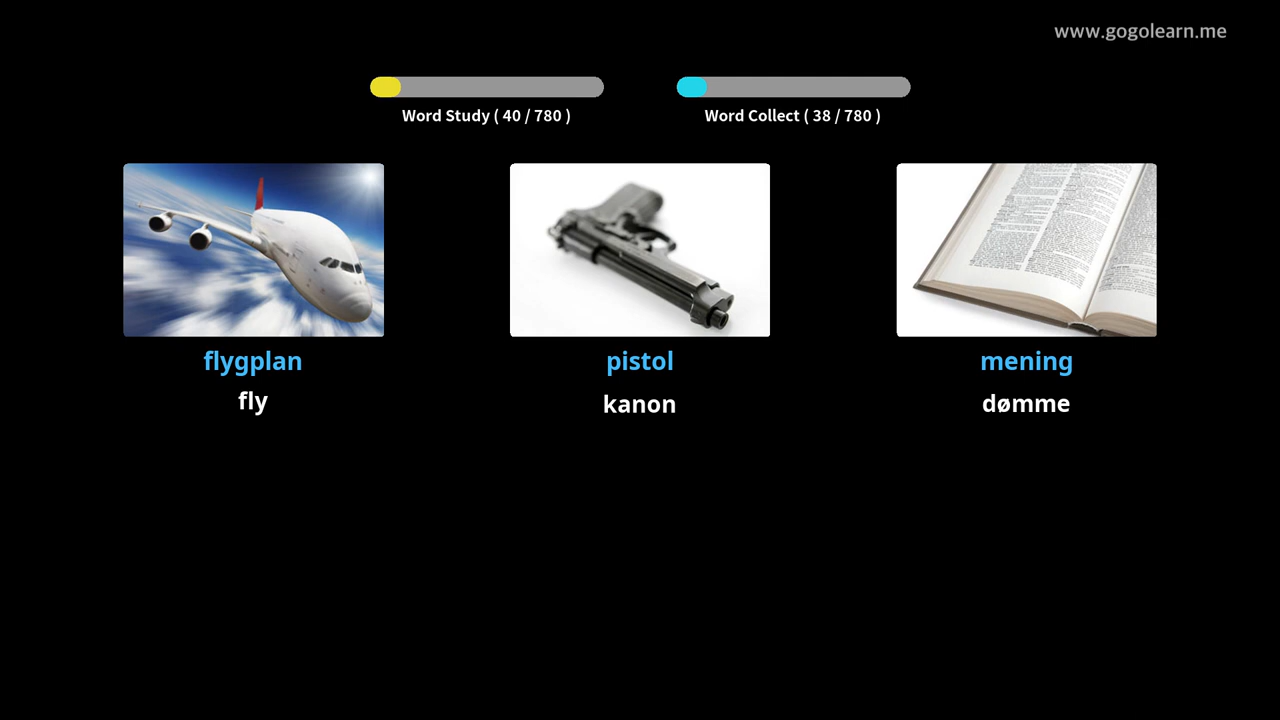 www.gogolearn.me
Word Study ( 40 / 780 )
Word Collect ( 38 / 780 )
flygplan
pistol
mening
fly
kanon
dømme